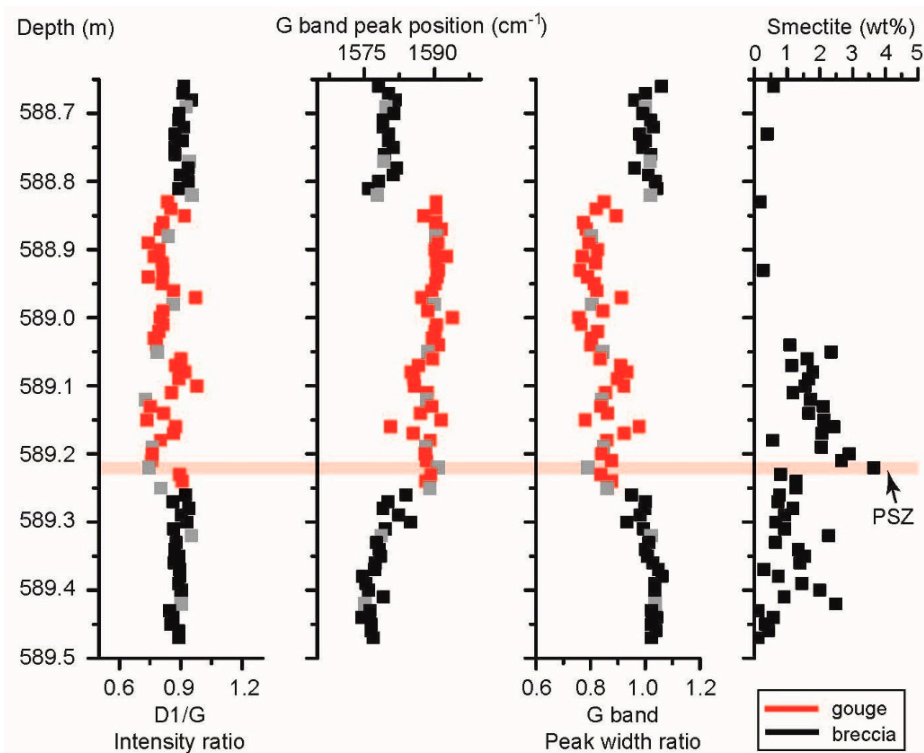 Depth (m)
G band peak position (cm⁻¹)
Smectite (wt%)
1575 1590
0 1 2 3 4 5
588.7
588.8
588.9
589.0
589.1
589.2
589.3
589.4
589.5
PSZ
0.6 0.9 1.2
0.6 0.8 1.0 1.2
D1/G
Intensity ratio
G band
Peak width ratio
gouge
breccia